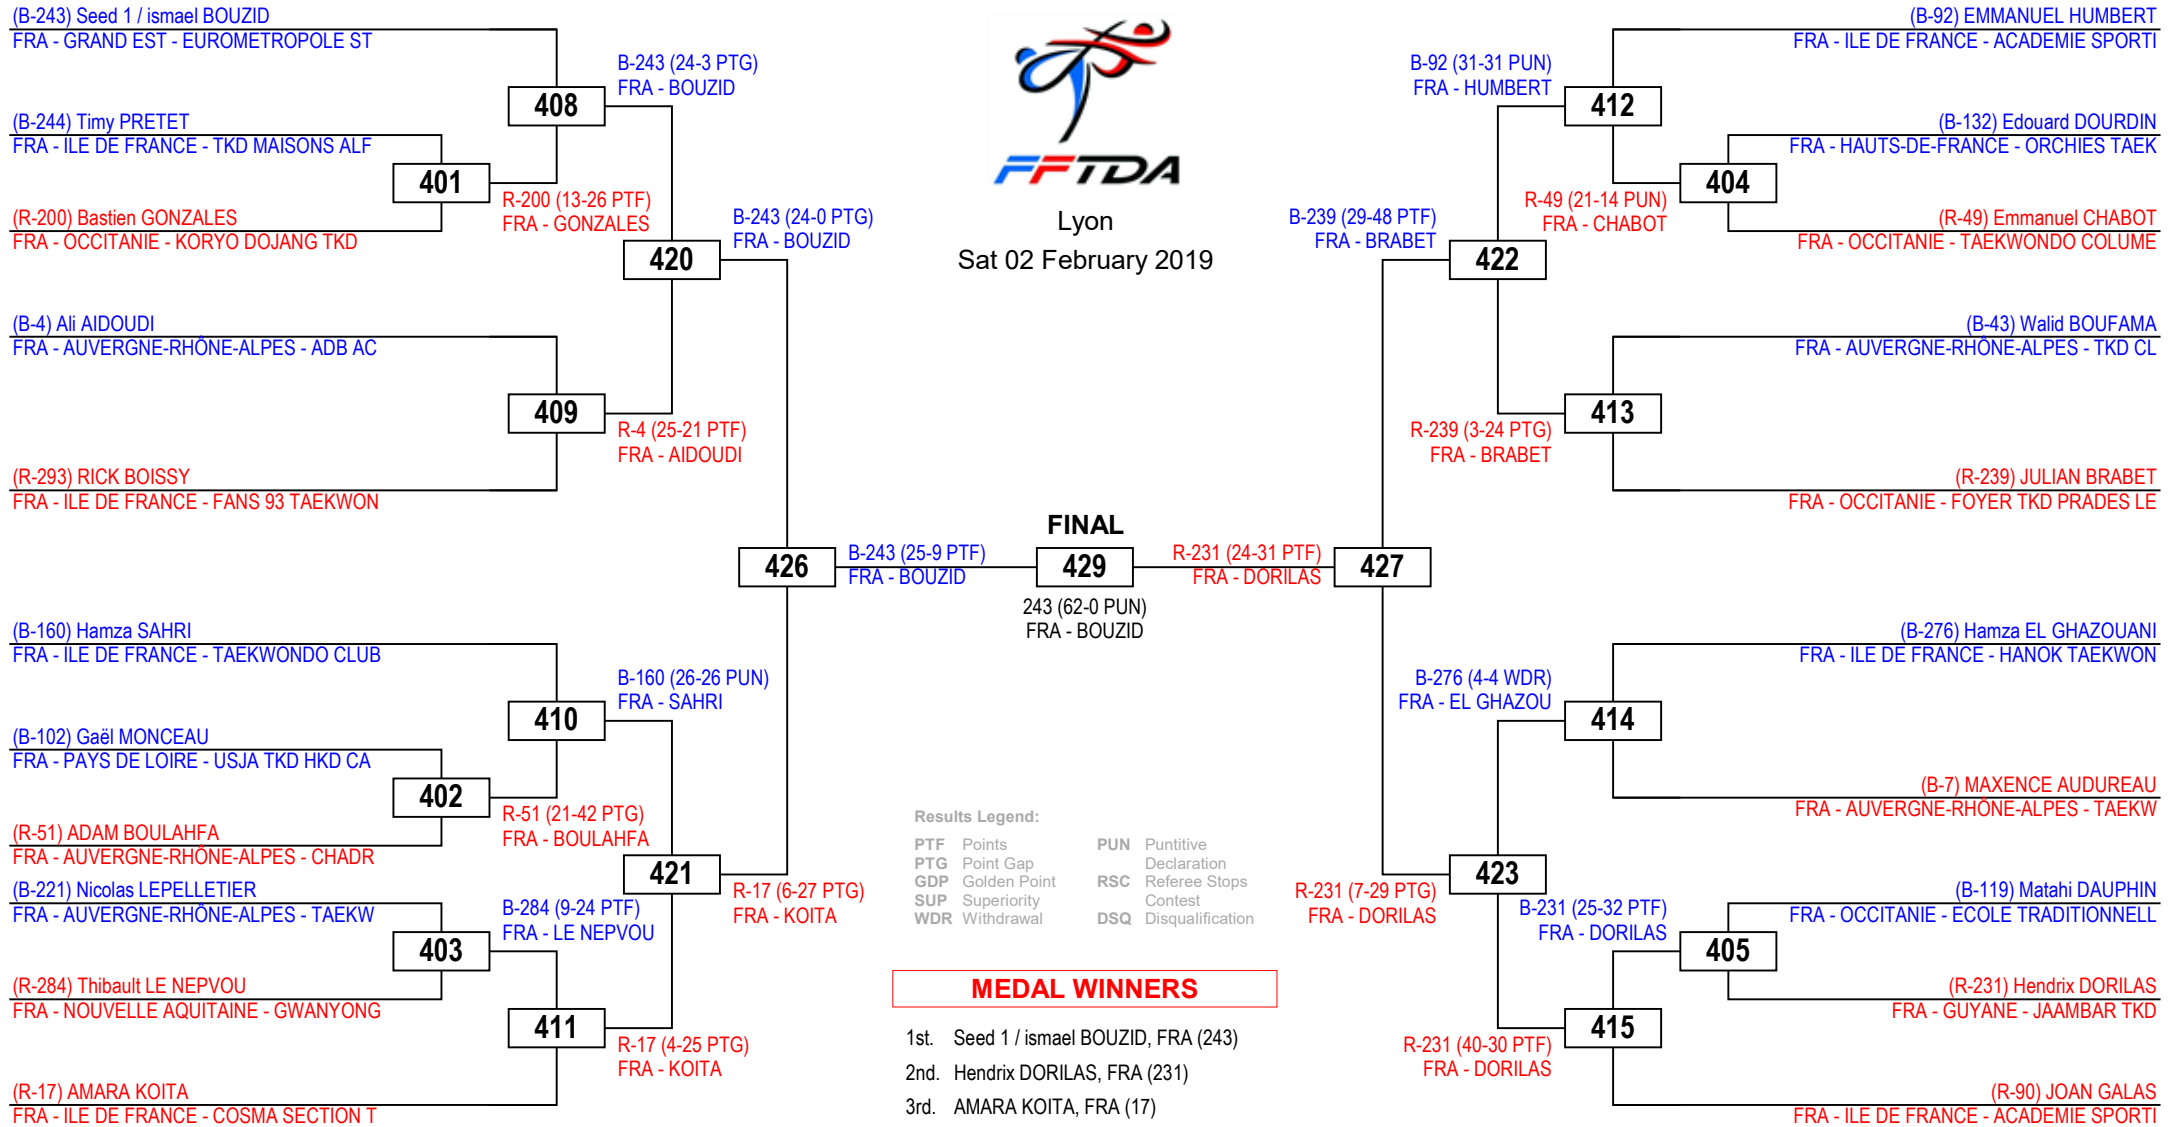 (B-243) Seed 1 / ismael BOUZID
FRA - GRAND EST - EUROMETROPOLE ST
B-243 (24-3 PTG)
FRA - BOUZID
408
(B-244) Timy PRETET
FRA - ILE DE FRANCE - TKD MAISONS ALF
401
R-200 (13-26 PTF)
FRA - GONZALES
(R-200) Bastien GONZALES
FRA - OCCITANIE - KORYO DOJANG TKD
B-243 (24-0 PTG)
FRA - BOUZID
420
(B-4) Ali AIDOUDI
FRA - AUVERGNE-RHÔNE-ALPES - ADB AC
409
R-4 (25-21 PTF)
FRA - AIDOUDI
(R-293) RICK BOISSY
FRA - ILE DE FRANCE - FANS 93 TAEKWON
426
B-243 (25-9 PTF)
FRA - BOUZID
(B-160) Hamza SAHRI
FRA - ILE DE FRANCE - TAEKWONDO CLUB
B-160 (26-26 PUN)
FRA - SAHRI
410
(B-102) Gaël MONCEAU
FRA - PAYS DE LOIRE - USJA TKD HKD CA
402
R-51 (21-42 PTG)
FRA - BOULAHFA
(R-51) ADAM BOULAHFA
FRA - AUVERGNE-RHÔNE-ALPES - CHADR
421
R-17 (6-27 PTG)
FRA - KOITA
(B-221) Nicolas LEPELLETIER
FRA - AUVERGNE-RHÔNE-ALPES - TAEKW
B-284 (9-24 PTF)
FRA - LE NEPVOU
403
(R-284) Thibault LE NEPVOU
FRA - NOUVELLE AQUITAINE - GWANYONG
411
R-17 (4-25 PTG)
FRA - KOITA
(R-17) AMARA KOITA
FRA - ILE DE FRANCE - COSMA SECTION T
FFTDA
Lyon
Sat 02 February 2019
FINAL
429
243 (62-0 PUN)
FRA - BOUZID
Results Legend:
PTF Points
PTG Point Gap
GDP Golden Point
SUP Superiority
WDR Withdrawal
PUN Puntitive
Declaration
RSC Referee Stops
Contest
DSQ Disqualification
MEDAL WINNERS
1st. Seed 1 / ismael BOUZID, FRA (243)
2nd. Hendrix DORILAS, FRA (231)
3rd. AMARA KOITA, FRA (17)
(B-92) EMMANUEL HUMBERT
FRA - ILE DE FRANCE - ACADEMIE SPORTI
B-92 (31-31 PUN)
FRA - HUMBERT
412
(B-132) Edouard DOURDIN
FRA - HAUTS-DE-FRANCE - ORCHIES TAEK
404
R-49 (21-14 PUN)
FRA - CHABOT
(R-49) Emmanuel CHABOT
FRA - OCCITANIE - TAEKWONDO COLUME
B-239 (29-48 PTF)
FRA - BRABET
422
(B-43) Walid BOUFAMA
FRA - AUVERGNE-RHÔNE-ALPES - TKD CL
413
R-239 (3-24 PTG)
FRA - BRABET
(R-239) JULIAN BRABET
FRA - OCCITANIE - FOYER TKD PRADES LE
R-231 (24-31 PTF)
FRA - DORILAS
427
(B-276) Hamza EL GHAZOUANI
FRA - ILE DE FRANCE - HANOK TAEKWON
B-276 (4-4 WDR)
FRA - EL GHAZOU
414
(B-7) MAXENCE AUDUREAU
FRA - AUVERGNE-RHÔNE-ALPES - TAEKW
423
R-231 (7-29 PTG)
FRA - DORILAS
(B-119) Matahi DAUPHIN
FRA - OCCITANIE - ECOLE TRADITIONNELL
B-231 (25-32 PTF)
FRA - DORILAS
405
(R-231) Hendrix DORILAS
FRA - GUYANE - JAAMBAR TKD
415
R-231 (40-30 PTF)
FRA - DORILAS
(R-90) JOAN GALAS
FRA - ILE DE FRANCE - ACADEMIE SPORTI